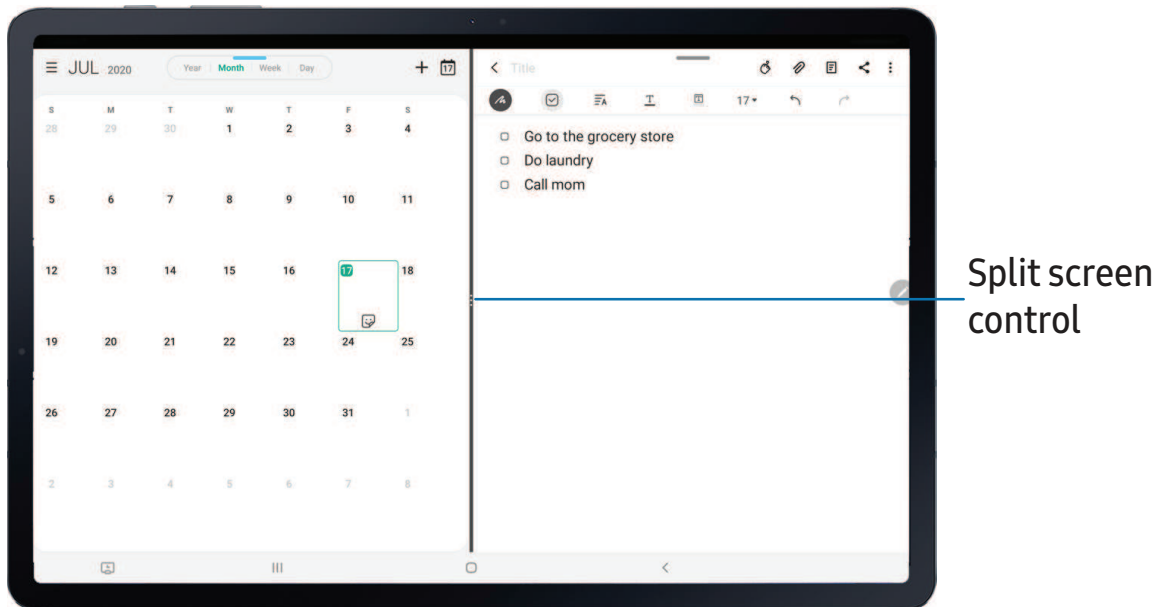 JUL 2020 Year Month Week Day 17
S M T W T F S
28 29 30 1 2 3 4
5 6 7 8 9 10 11
12 13 14 15 16 17 18
19 20 21 22 23 24 25
26 27 28 29 30 31 1
2 3 4 5 6 7 8
Title
17
Go to the grocery store
Do laundry
Call mom
Split screen
control